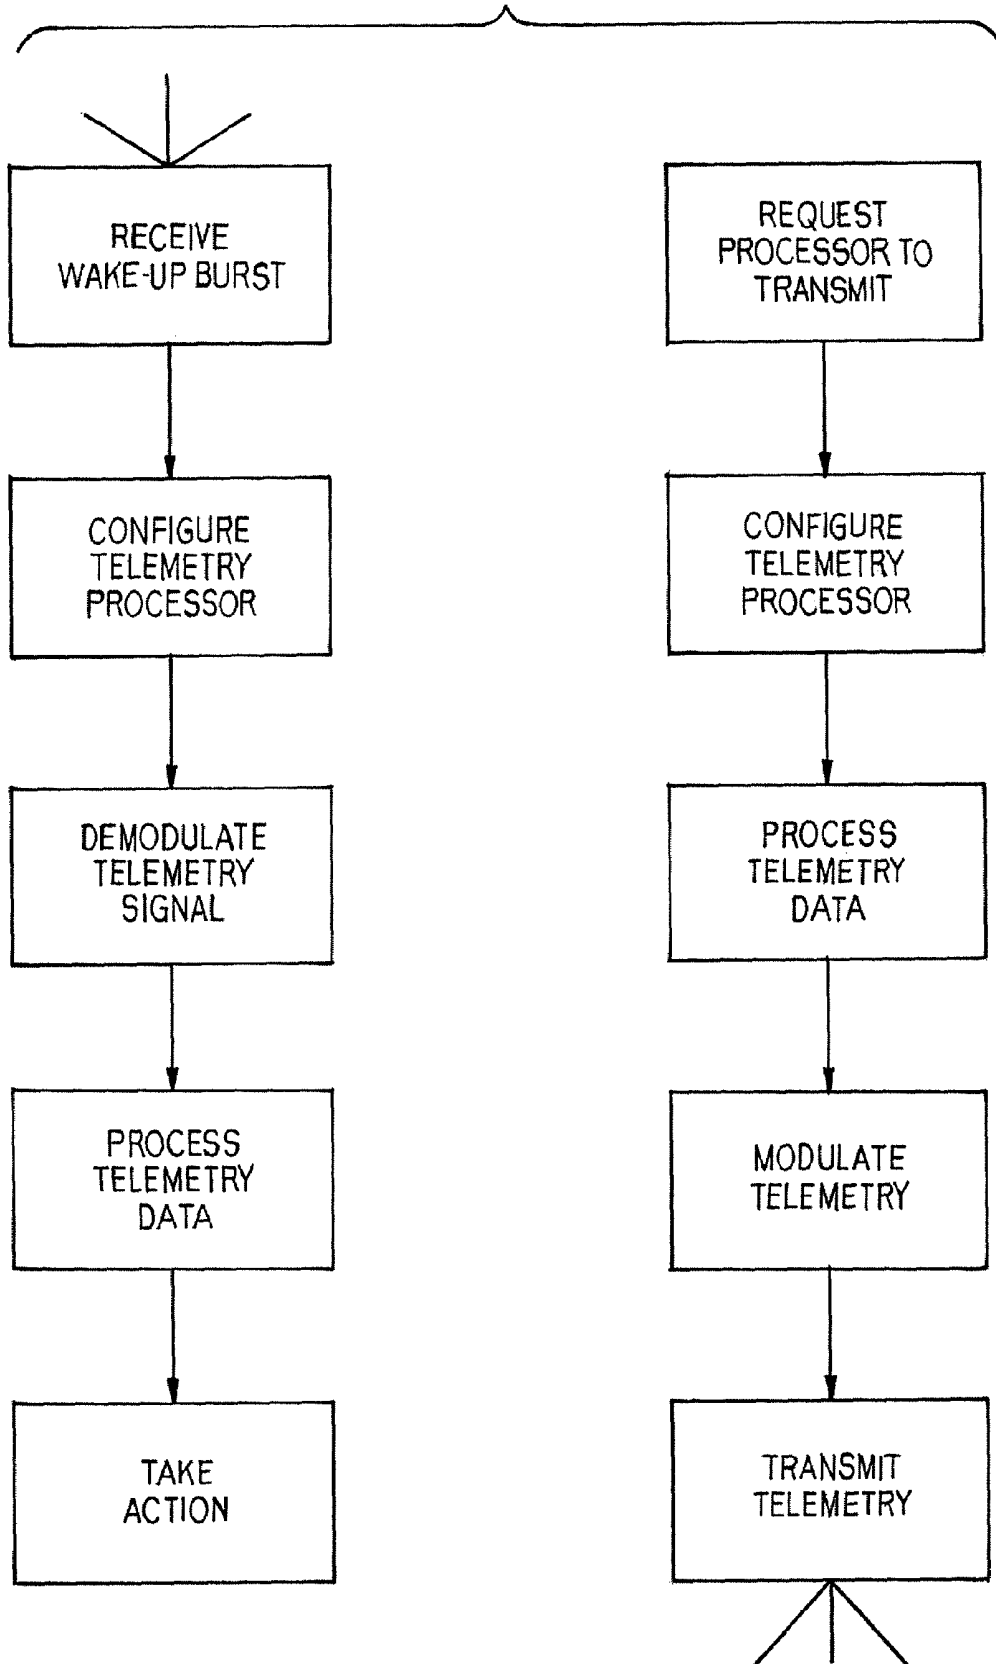 RECEIVE
WAKE-UP BURST
CONFIGURE
TELEMETRY
PROCESSOR
DEMODULATE
TELEMETRY
SIGNAL
PROCESS
TELEMETRY
DATA
TAKE
ACTION
REQUEST
PROCESSOR TO
TRANSMIT
CONFIGURE
TELEMETRY
PROCESSOR
PROCESS
TELEMETRY
DATA
MODULATE
TELEMETRY
TRANSMIT
TELEMETRY